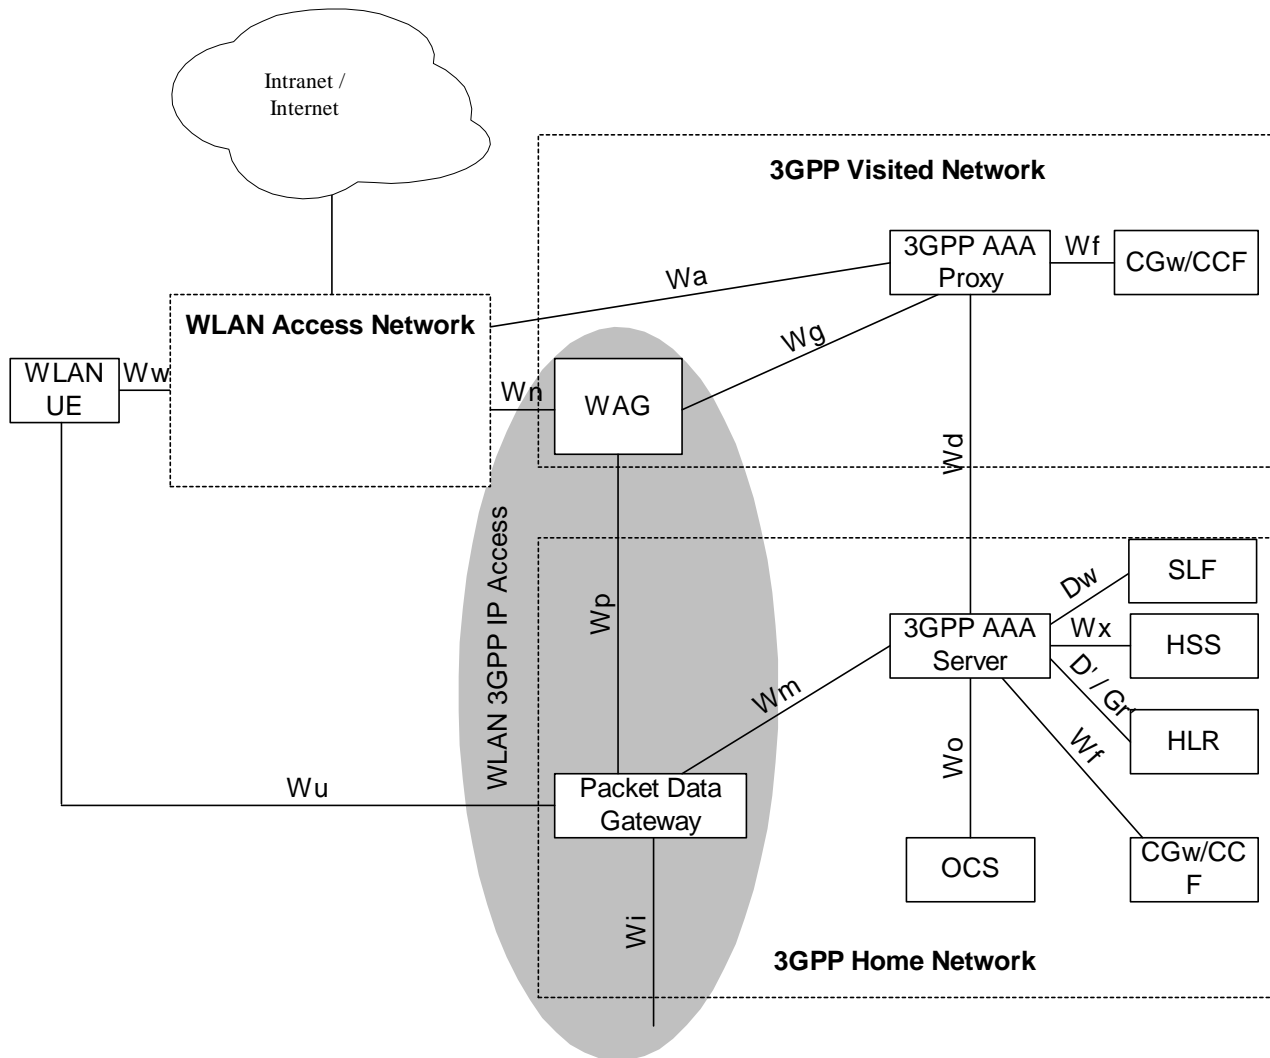 Intranet /
Internet
3GPP Visited Network
3GPP AAA
Proxy
Wf
CGw/CCF
Wa
WLAN Access Network
Wg
WLAN
UE
Ww
Wn
WAG
Wd
WLAN 3GPP IP Access
Wp
Dw
SLF
3GPP AAA
Server
Wx
HSS
D' / Gr'
HLR
Wm
Wo
Wf
Wu
Packet Data
Gateway
OCS
CGw/CC
F
Wi
3GPP Home Network